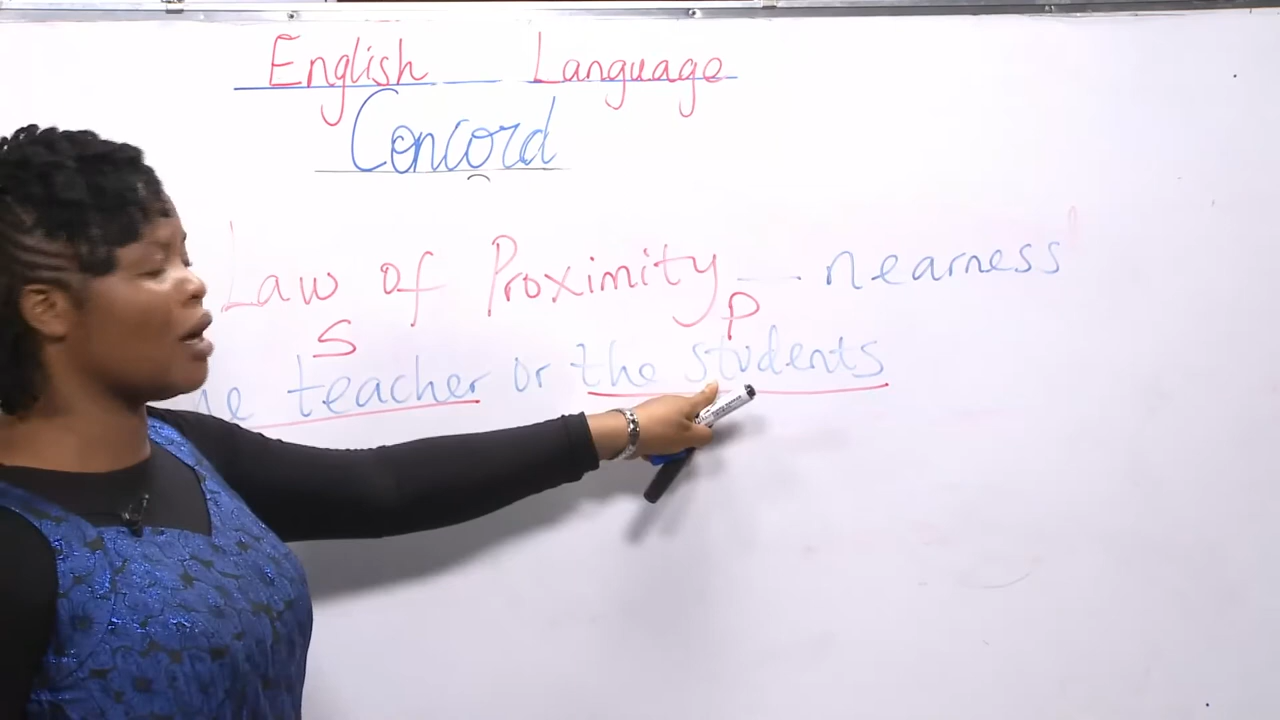 English — Language
Concord
Law of Proximity — nearness
S P
teacher or the students